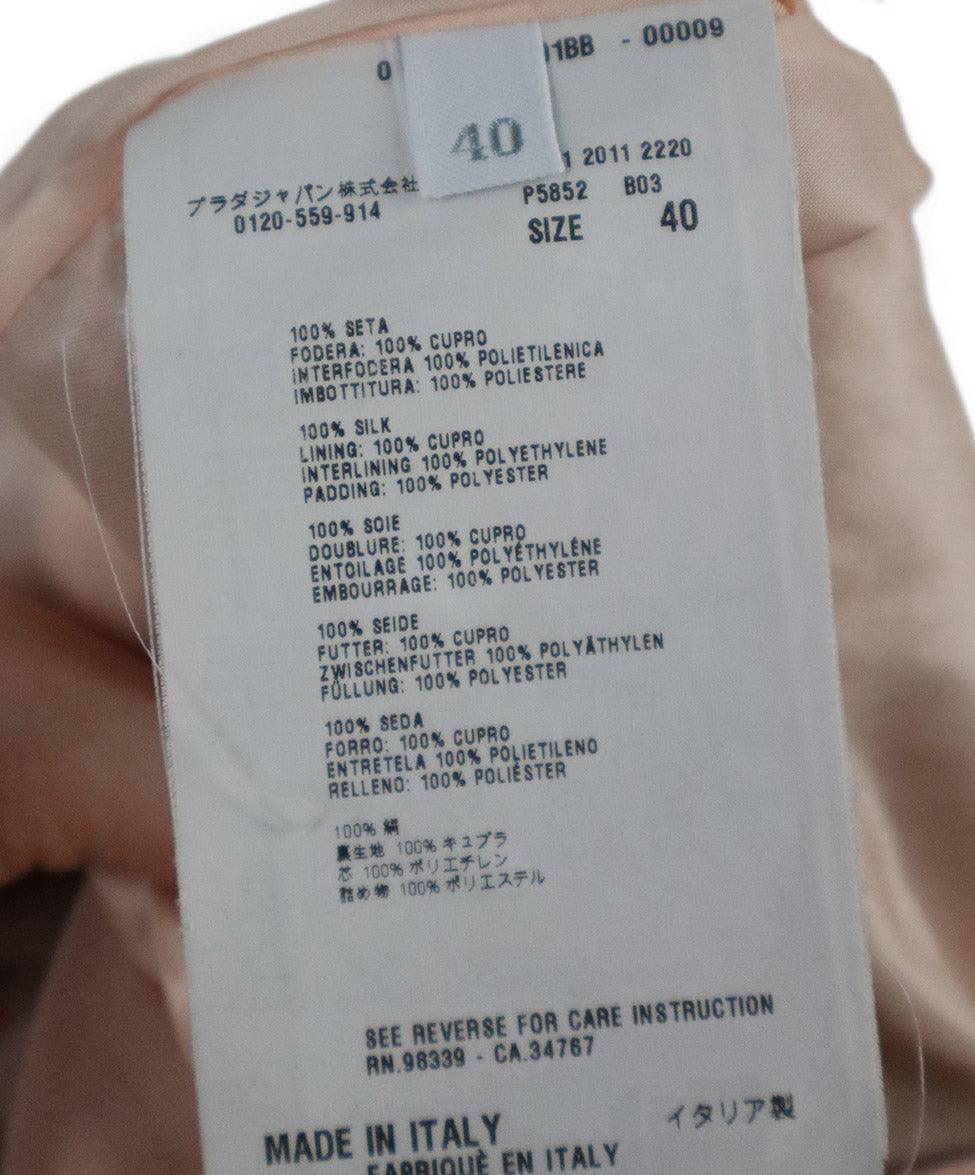 0 01BB - 00009
40
1 2011 2220
プラダジャパン株式会社 P5852 B03
0120-559-914 SIZE 40
100% SETA
FODERA: 100% CUPRO
INTERFODERA 100% POLIETILENICA
IMBOTTITURA: 100% POLIESTERE
100% SILK
LINING: 100% CUPRO
INTERLINING 100% POLYETHYLENE
PADDING: 100% POLYESTER
100% SOIE
DOUBLURE: 100% CUPRO
ENTOILAGE 100% POLYÉTHYLÉNE
EMBOURRAGE: 100% POLYESTER
100% SEIDE
FUTTER: 100% CUPRO
ZWISCHENFUTTER 100% POLYÄTHYLEN
FÜLLUNG: 100% POLYESTER
100% SEDA
FORRO: 100% CUPRO
ENTRETELA 100% POLIETILENO
RELLENO: 100% POLIÉSTER
100% 絹
裏生地 100% キュプラ
芯 100% ポリエチレン
詰め物 100% ポリエステル
SEE REVERSE FOR CARE INSTRUCTION
RN.98339 - CA.34767
MADE IN ITALY イタリア製
FABRIQUÈ EN ITALY